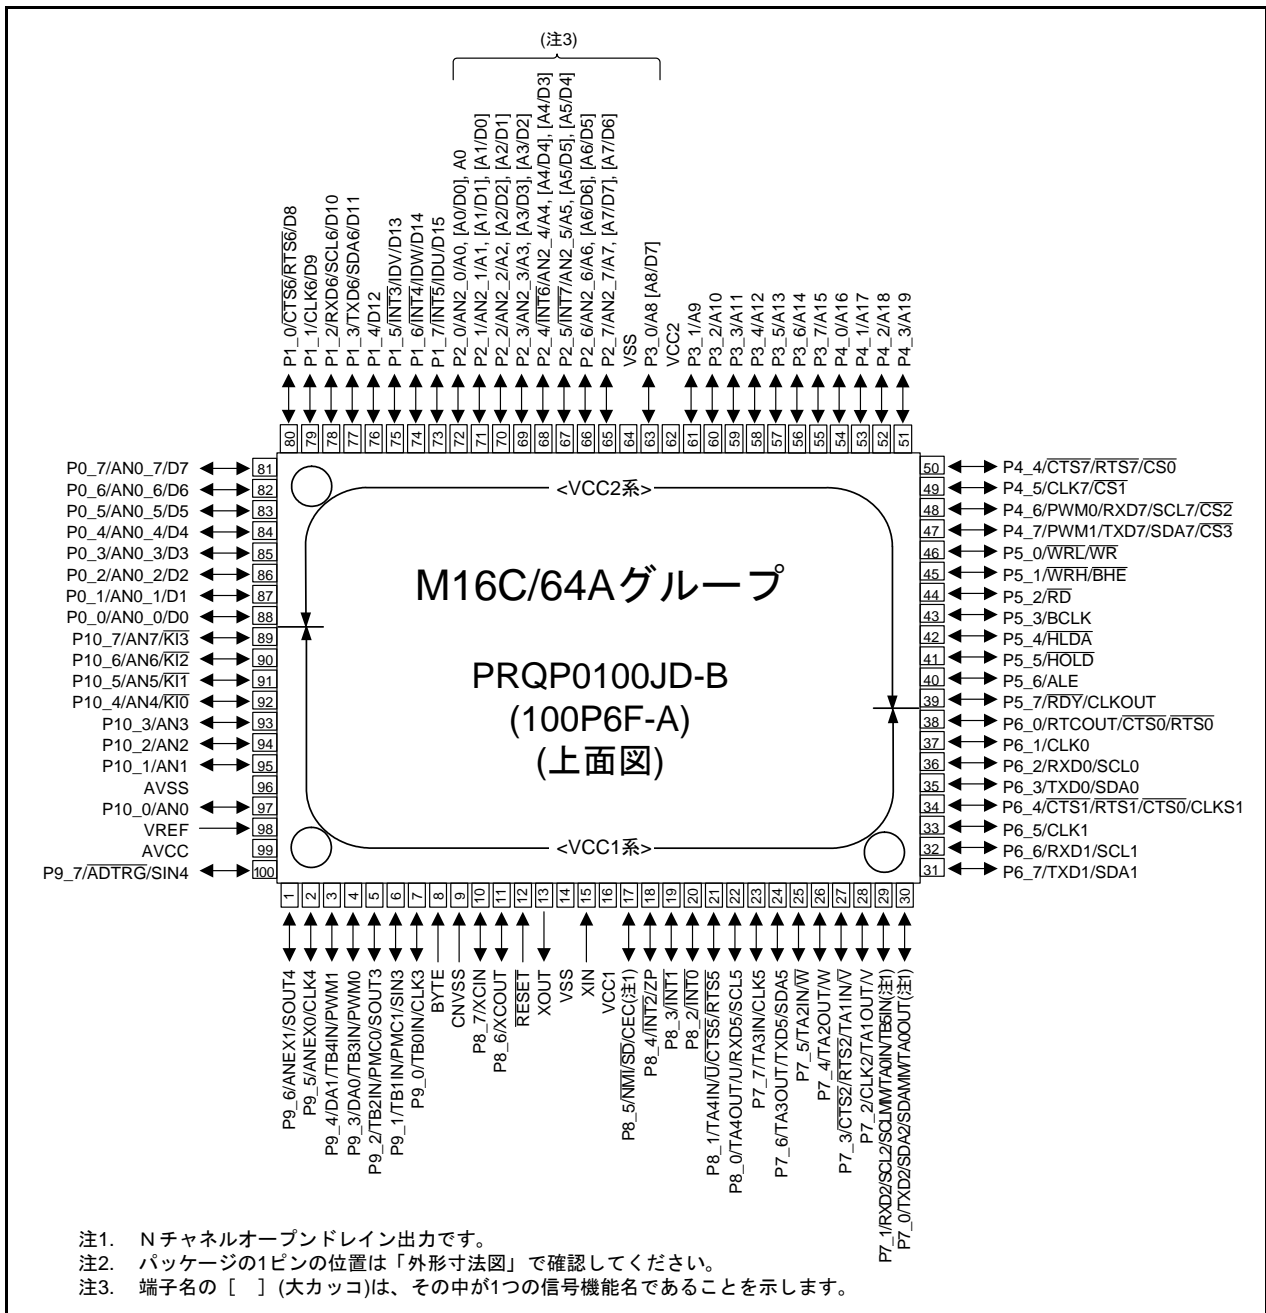 (注3)
P1_0/CTS6/RTS6/D8
P1_1/CLK6/D9
P1_2/RXD6/SCL6/D10
P1_3/TXD6/SDA6/D11
P1_4/D12
P1_5/INT3/IDV/D13
P1_6/INT4/IDW/D14
P1_7/INT5/IDU/D15
P2_0/AN2_0/A0, [A0/D0], A0
P2_1/AN2_1/A1, [A1/D1], [A1/D0]
P2_2/AN2_2/A2, [A2/D2], [A2/D1]
P2_3/AN2_3/A3, [A3/D3], [A3/D2]
P2_4/INT6/AN2_4/A4, [A4/D4], [A4/D3]
P2_5/INT7/AN2_5/A5, [A5/D5], [A5/D4]
P2_6/AN2_6/A6, [A6/D6], [A6/D5]
P2_7/AN2_7/A7, [A7/D7], [A7/D6]
VSS
P3_0/A8 [A8/D7]
VCC2
P3_1/A9
P3_2/A10
P3_3/A11
P3_4/A12
P3_5/A13
P3_6/A14
P3_7/A15
P4_0/A16
P4_1/A17
P4_2/A18
P4_3/A19
80 79 78 77 76 75 74 73 72 71 70 69 68 67 66 65 64 63 62 61 60 59 58 57 56 55 54 53 52 51
P0_7/AN0_7/D7 81
P0_6/AN0_6/D6 82
P0_5/AN0_5/D5 83
P0_4/AN0_4/D4 84
P0_3/AN0_3/D3 85
P0_2/AN0_2/D2 86
P0_1/AN0_1/D1 87
P0_0/AN0_0/D0 88
P10_7/AN7/KI3 89
P10_6/AN6/KI2 90
P10_5/AN5/KI1 91
P10_4/AN4/KI0 92
P10_3/AN3 93
P10_2/AN2 94
P10_1/AN1 95
AVSS 96
P10_0/AN0 97
VREF 98
AVCC 99
P9_7/ADTRG/SIN4 100
<VCC2系>
M16C/64Aグループ
PRQP0100JD-B
(100P6F-A)
(上面図)
<VCC1系>
50 P4_4/CTS7/RTS7/CS0
49 P4_5/CLK7/CS1
48 P4_6/PWM0/RXD7/SCL7/CS2
47 P4_7/PWM1/TXD7/SDA7/CS3
46 P5_0/WRL/WR
45 P5_1/WRH/BHE
44 P5_2/RD
43 P5_3/BCLK
42 P5_4/HLDA
41 P5_5/HOLD
40 P5_6/ALE
39 P5_7/RDY/CLKOUT
38 P6_0/RTCOUT/CTS0/RTS0
37 P6_1/CLK0
36 P6_2/RXD0/SCL0
35 P6_3/TXD0/SDA0
34 P6_4/CTS1/RTS1/CTS0/CLKS1
33 P6_5/CLK1
32 P6_6/RXD1/SCL1
31 P6_7/TXD1/SDA1
1 2 3 4 5 6 7 8 9 10 11 12 13 14 15 16 17 18 19 20 21 22 23 24 25 26 27 28 29 30
P9_6/ANEX1/SOUT4
P9_5/ANEX0/CLK4
P9_4/DA1/TB4IN/PWM1
P9_3/DA0/TB3IN/PWM0
P9_2/TB2IN/PMC0/SOUT3
P9_1/TB1IN/PMC1/SIN3
P9_0/TB0IN/CLK3
BYTE
CNVSS
P8_7/XCIN
P8_6/XCOUT
RESET
XOUT
VSS
XIN
VCC1
P8_5/NMI/SD/CEC(注1)
P8_4/INT2/ZP
P8_3/INT1
P8_2/INT0
P8_1/TA4IN/U/CTS5/RTS5
P8_0/TA4OUT/U/RXD5/SCL5
P7_7/TA3IN/CLK5
P7_6/TA3OUT/TXD5/SDA5
P7_5/TA2IN/W
P7_4/TA2OUT/W
P7_3/CTS2/RTS2/TA1IN/V
P7_2/CLK2/TA1OUT/V
P7_1/RXD2/SCL2/SCLMM/TA0IN/TB5IN(注1)
P7_0/TXD2/SDA2/SDAMM/TA0OUT(注1)
注1. Nチャネルオープンドレイン出力です。
注2. パッケージの1ピンの位置は「外形寸法図」で確認してください。
注3. 端子名の [ ] (大カッコ)は、その中が1つの信号機能名であることを示します。